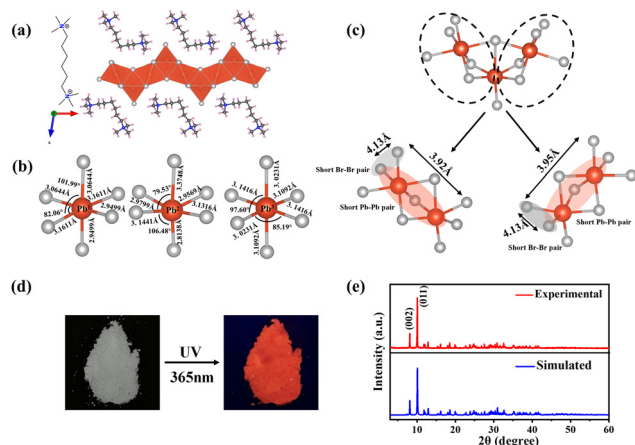 (a)
N
⊕
N
⊕
(b)
101.99°
3.0644Å
3.0644Å
3.1611Å
82.06°
Pb¹
2.9499Å
3.1611Å
2.9499Å
79.53°
3.3748Å
2.9799Å
2.9569Å
Pb²
3.1316Å
3.1441Å
106.48°
2.8138Å
3. 0231Å
3. 1416Å
3.1092Å
97.60°
Pb³
3. 1416Å
3. 0231Å
85.19°
3.1092Å
(c)
4.13Å
3.92Å
Short Br-Br pair
Short Pb-Pb pair
3.95Å
Short Pb-Pb pair
4.13Å
Short Br-Br pair
(d)
UV
365nm
(e)
(002)
(011)
Experimental
Simulated
Intensity (a.u.)
10
20
30
40
50
60
2θ (degree)